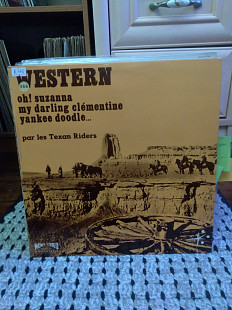 WESTERN
oh! suzanna
my darling clémentine
yankee doodle...
par les Texan Riders